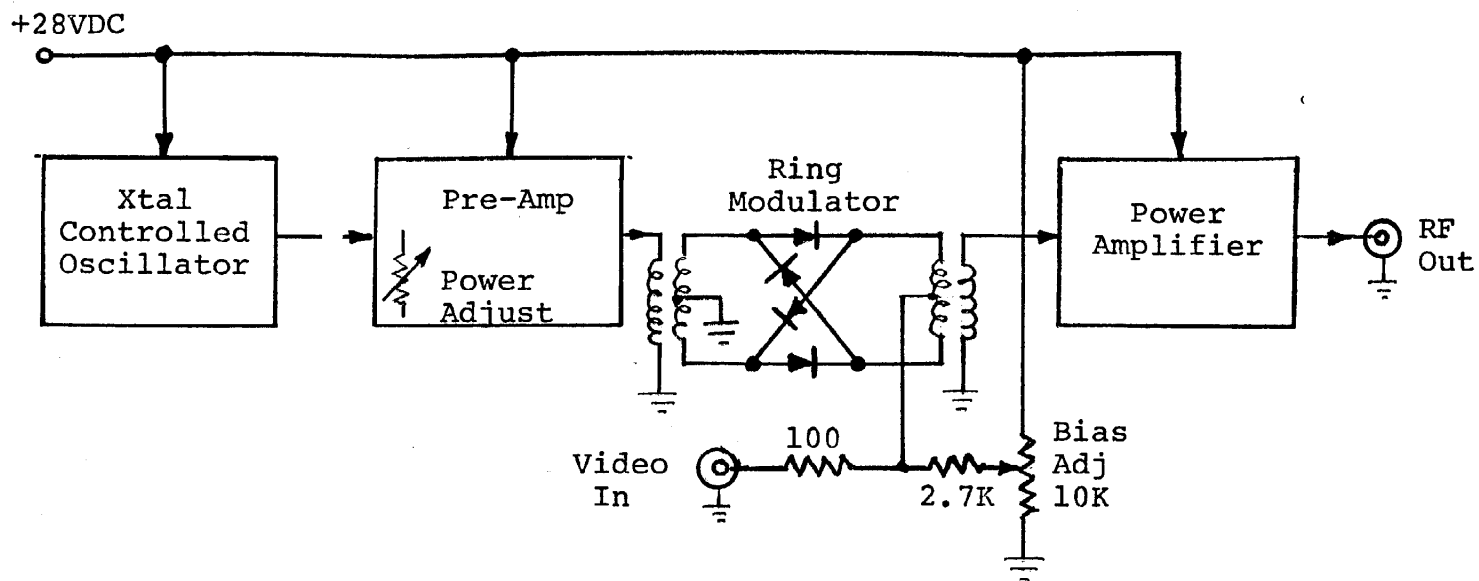 +28VDC
Xtal
Controlled
Oscillator
Pre-Amp
Power
Adjust
Ring
Modulator
Power
Amplifier
RF
Out
Video
In
100
2.7K
Bias
Adj
10K